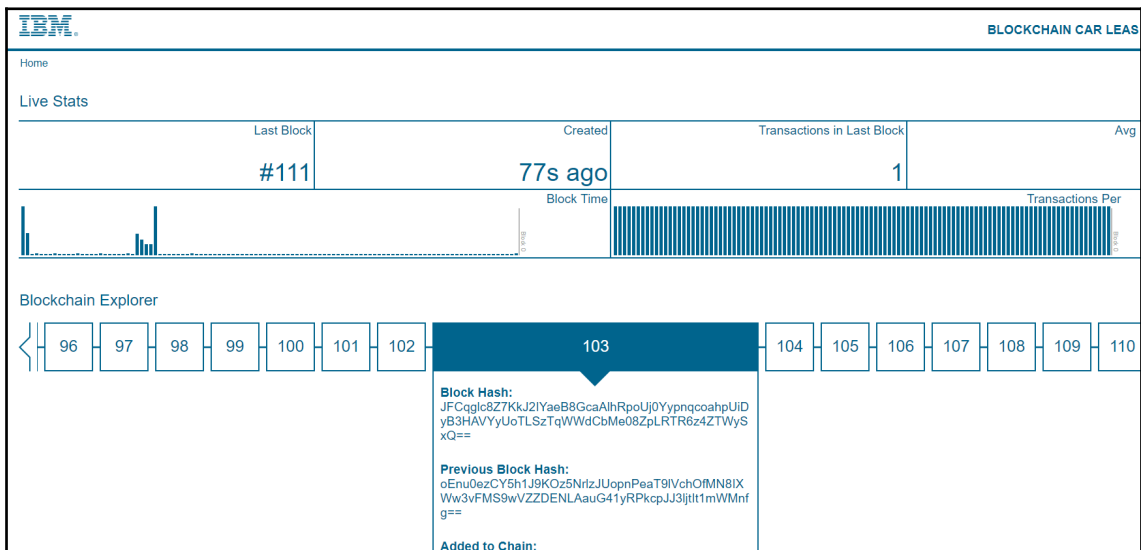 IBM.
BLOCKCHAIN CAR LEAS
Home
Live Stats
Last Block
#111
Created
77s ago
Transactions in Last Block
1
Avg
Block Time
Transactions Per
Blockchain Explorer
96 97 98 99 100 101 102 103 104 105 106 107 108 109 110
Block Hash:
JFCqglc8Z7KkJ2IYaeB8GcaAlhRpoUj0YypnqcoahpUiD
yB3HAVYyUoTLSzTqWWdCbMe08ZpLRTR6z4ZTWyS
xQ==
Previous Block Hash:
oEnu0ezCY5h1J9KOz5NrlzJUopnPeaT9lVchOfMN8IX
Ww3vFMS9wVZZDENLAauG41yRPkcpJJ3ljtIt1mWMnf
g==
Added to Chain: